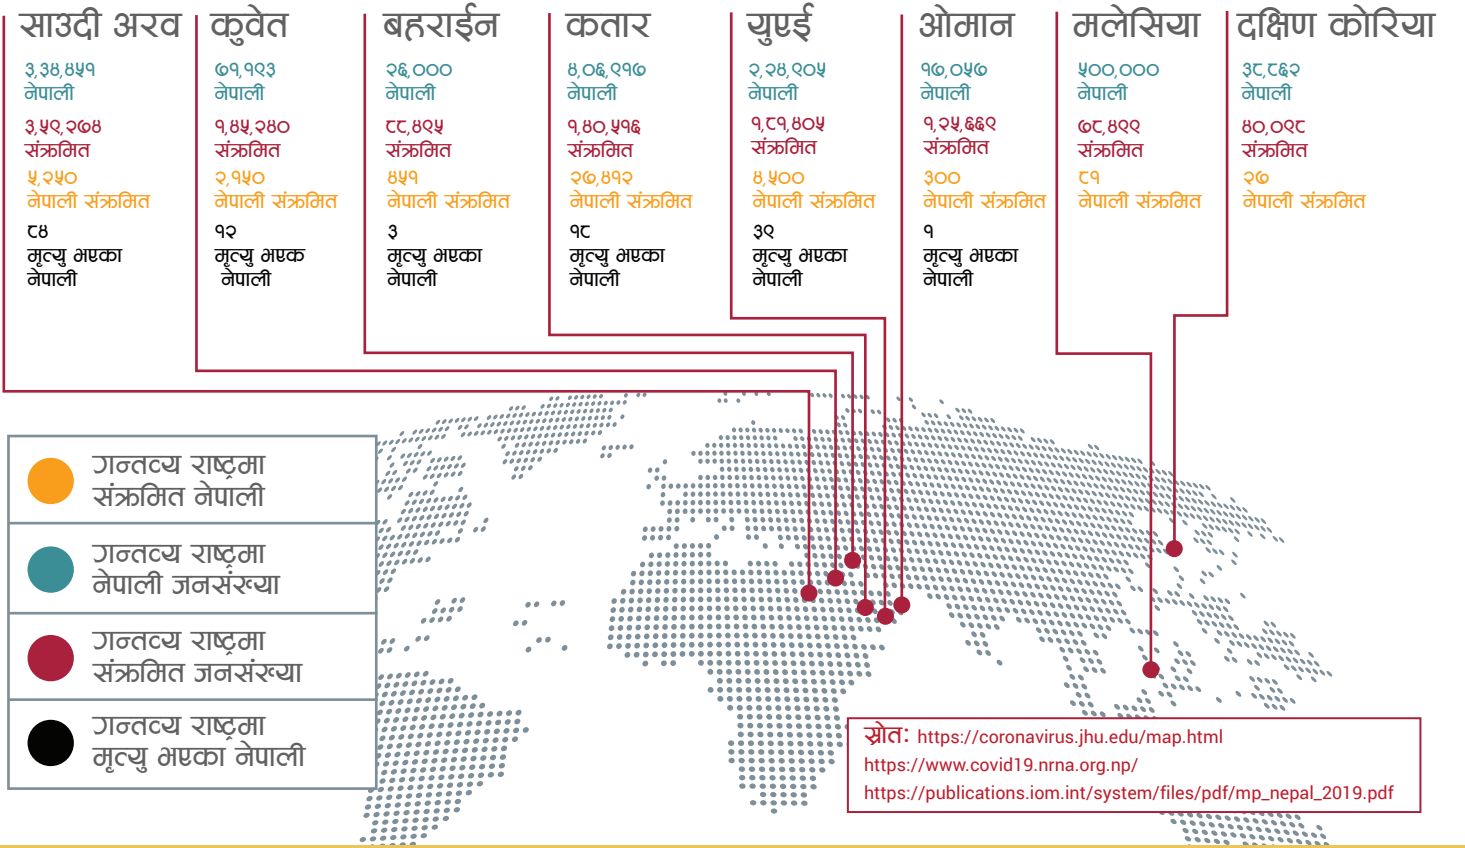 साउदी अरव
३,३४,४५१
नेपाली
३,५९,२७४
संक्रमित
५,२५०
नेपाली संक्रमित
८४
मृत्यु भएका
नेपाली
कुवेत
७१,१९३
नेपाली
१,४५,२४०
संक्रमित
२,१५०
नेपाली संक्रमित
१२
मृत्यु भएक
नेपाली
बहराईन
२६,०००
नेपाली
८८,४९५
संक्रमित
४५१
नेपाली संक्रमित
३
मृत्यु भएका
नेपाली
कतार
४,०६,९१७
नेपाली
१,४०,५१६
संक्रमित
२७,४१२
नेपाली संक्रमित
१८
मृत्यु भएका
नेपाली
युएई
२,२४,९०५
नेपाली
१,८१,४०५
संक्रमित
४,५००
नेपाली संक्रमित
३९
मृत्यु भएका
नेपाली
ओमान
१७,०५७
नेपाली
१,२५,६६९
संक्रमित
३००
नेपाली संक्रमित
१
मृत्यु भएका
नेपाली
मलेसिया
५००,०००
नेपाली
७८,४९९
संक्रमित
८१
नेपाली संक्रमित
दक्षिण कोरिया
३८,८६२
नेपाली
४०,०९८
संक्रमित
२७
नेपाली संक्रमित
गन्तव्य राष्ट्रमा
संक्रमित नेपाली
गन्तव्य राष्ट्रमा
नेपाली जनसंख्या
गन्तव्य राष्ट्रमा
संक्रमित जनसंख्या
गन्तव्य राष्ट्रमा
मृत्यु भएका नेपाली
स्रोत: https://coronavirus.jhu.edu/map.html
https://www.covid19.nrna.org.np/
https://publications.iom.int/system/files/pdf/mp_nepal_2019.pdf